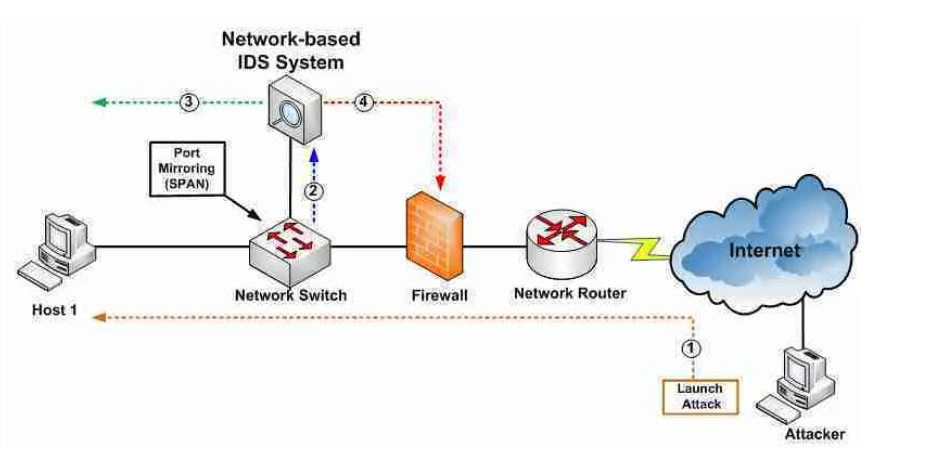 Network-based
IDS System
3
4
Port
Mirroring
(SPAN)
2
Internet
Network Switch
Firewall
Network Router
Host 1
1
Launch
Attack
Attacker